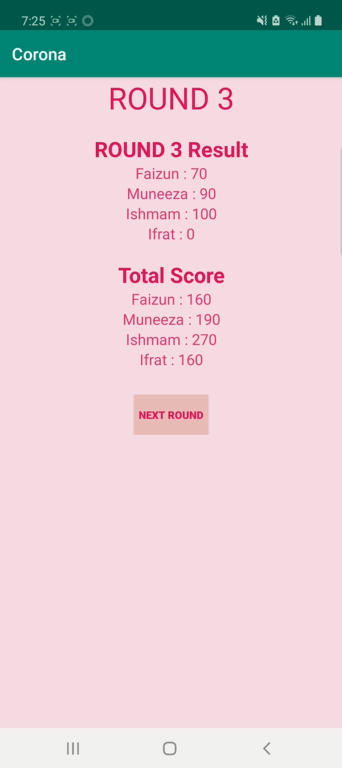 7:25
Corona
ROUND 3
ROUND 3 Result
Faizun : 70
Muneeza : 90
Ishmam : 100
Ifrat : 0
Total Score
Faizun : 160
Muneeza : 190
Ishmam : 270
Ifrat : 160
NEXT ROUND